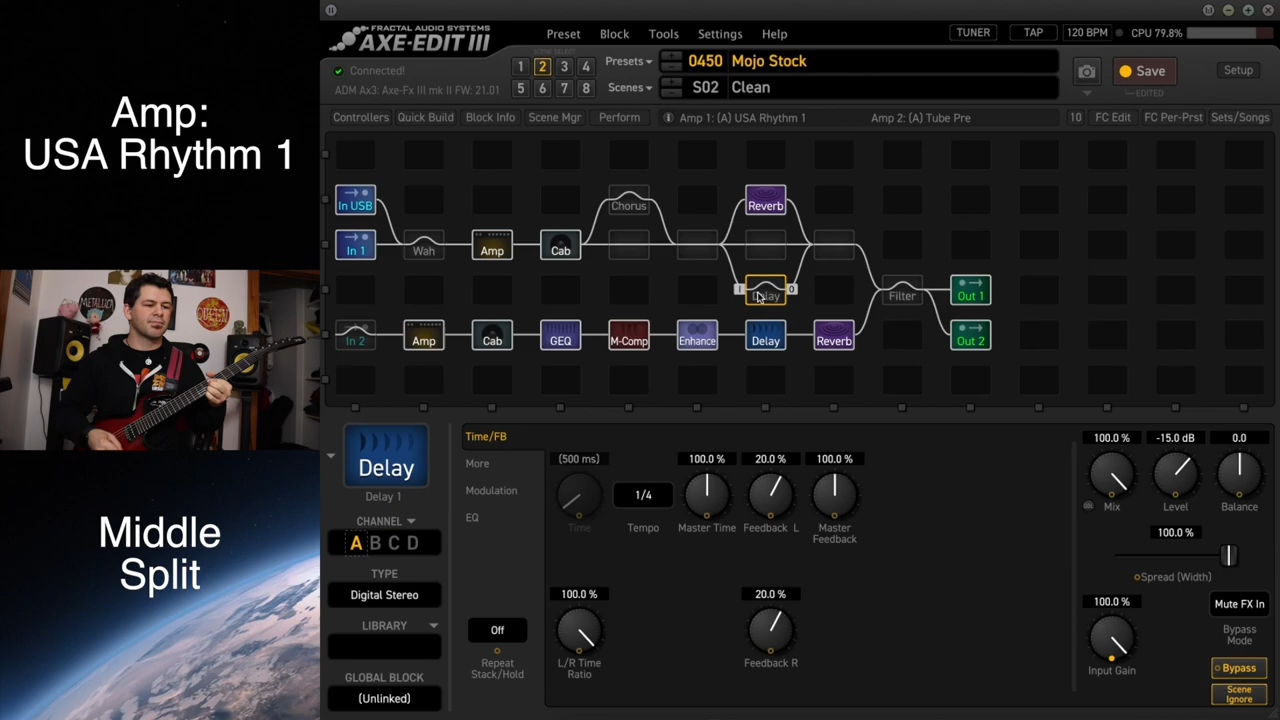 Amp:
USA Rhythm 1
METALLICA
QUEEN
Middle
Split
FRACTAL AUDIO SYSTEMS
AXE-EDIT III
Preset
Block
Tools
Settings
Help
TUNER
TAP
120 BPM
CPU 79.8%
Connected!
ADM Ax3: Axe-Fx III mk II FW: 21.01
SCENE SELECT
1 2 3 4
5 6 7 8
Presets
0450 Mojo Stock
Scenes
S02 Clean
Save
EDITED
Setup
Controllers
Quick Build
Block Info
Scene Mgr
Perform
Amp 1: (A) USA Rhythm 1
Amp 2: (A) Tube Pre
10
FC Edit
FC Per-Prst
Sets/Songs
In USB
Chorus
Reverb
In 1
Wah
Amp
Cab
I
Delay
O
Filter
Out 1
In 2
Amp
Cab
GEQ
M-Comp
Enhance
Delay
Reverb
Out 2
Delay
Delay 1
CHANNEL
A B C D
TYPE
Digital Stereo
LIBRARY
GLOBAL BLOCK
(Unlinked)
Time/FB
More
Modulation
EQ
Off
Repeat
Stack/Hold
(500 ms)
Time
1/4
Tempo
100.0 %
Master Time
20.0 %
Feedback L
100.0 %
Master
Feedback
100.0 %
L/R Time
Ratio
20.0 %
Feedback R
100.0 %
Mix
-15.0 dB
Level
0.0
Balance
100.0 %
Spread (Width)
100.0 %
Input Gain
Mute FX In
Bypass
Mode
Bypass
Scene
Ignore